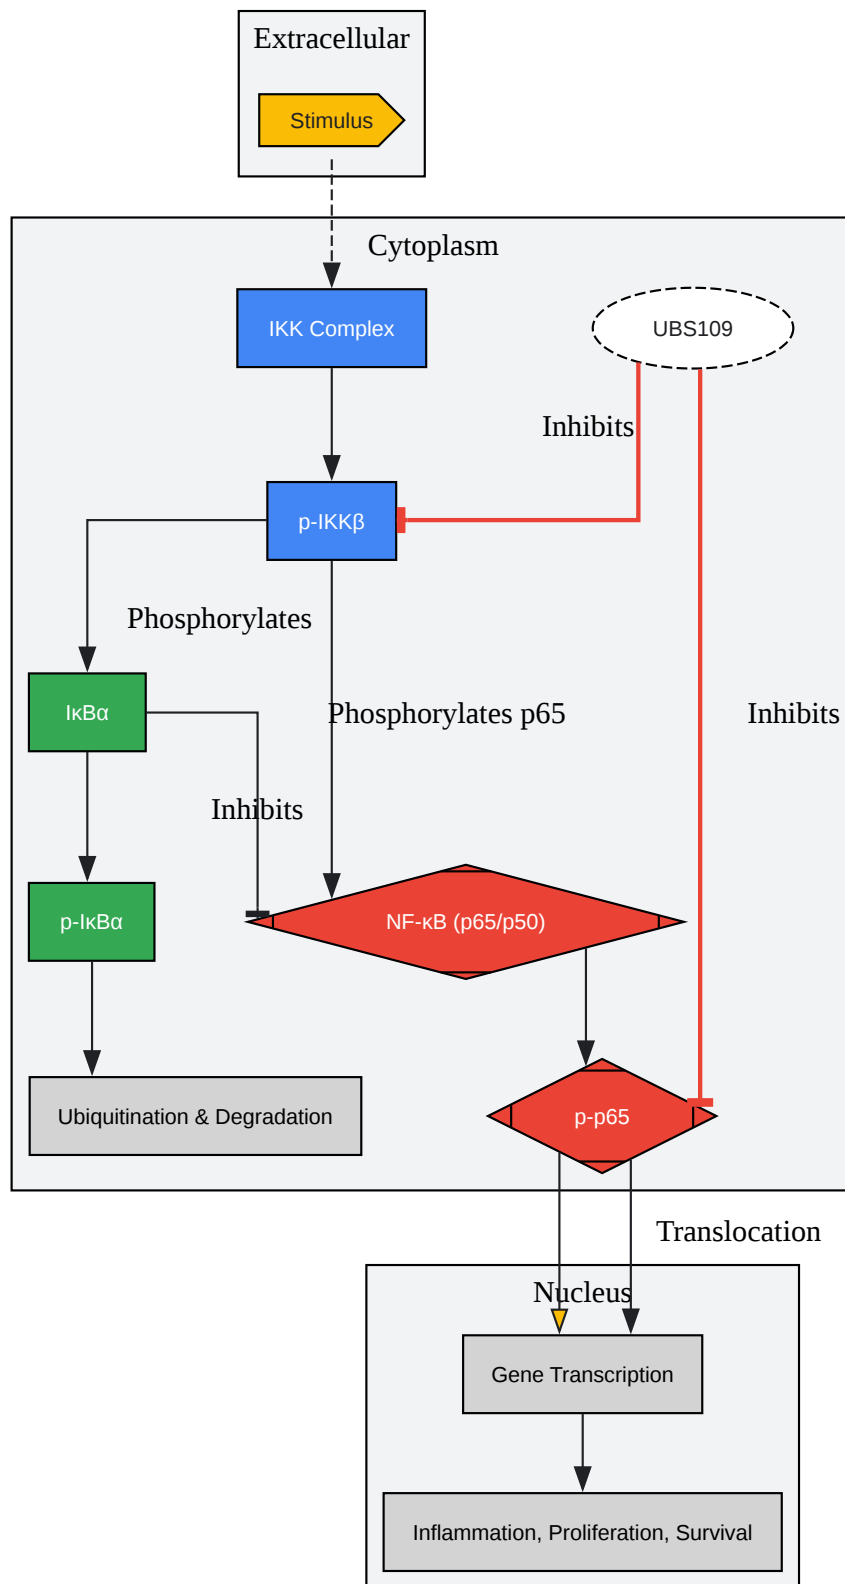 Extracellular
Stimulus
Cytoplasm
IKK Complex
UBS109
Inhibits
p-IKKβ
Phosphorylates
IκBα
Phosphorylates p65
Inhibits
Inhibits
p-IκBα
NF-κB (p65/p50)
Ubiquitination & Degradation
p-p65
Translocation
Nucleus
Gene Transcription
Inflammation, Proliferation, Survival